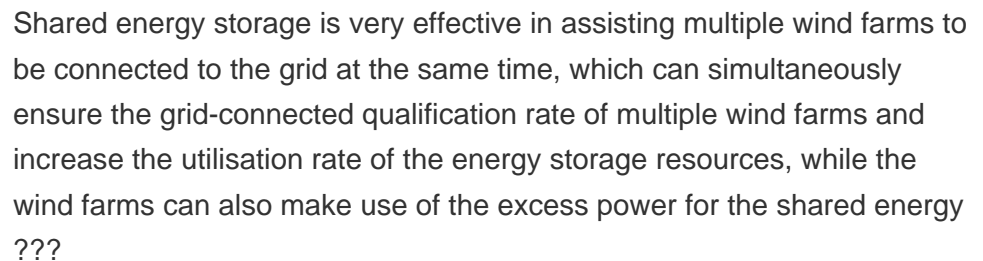 Shared energy storage is very effective in assisting multiple wind farms to
be connected to the grid at the same time, which can simultaneously
ensure the grid-connected qualification rate of multiple wind farms and
increase the utilisation rate of the energy storage resources, while the
wind farms can also make use of the excess power for the shared energy
???